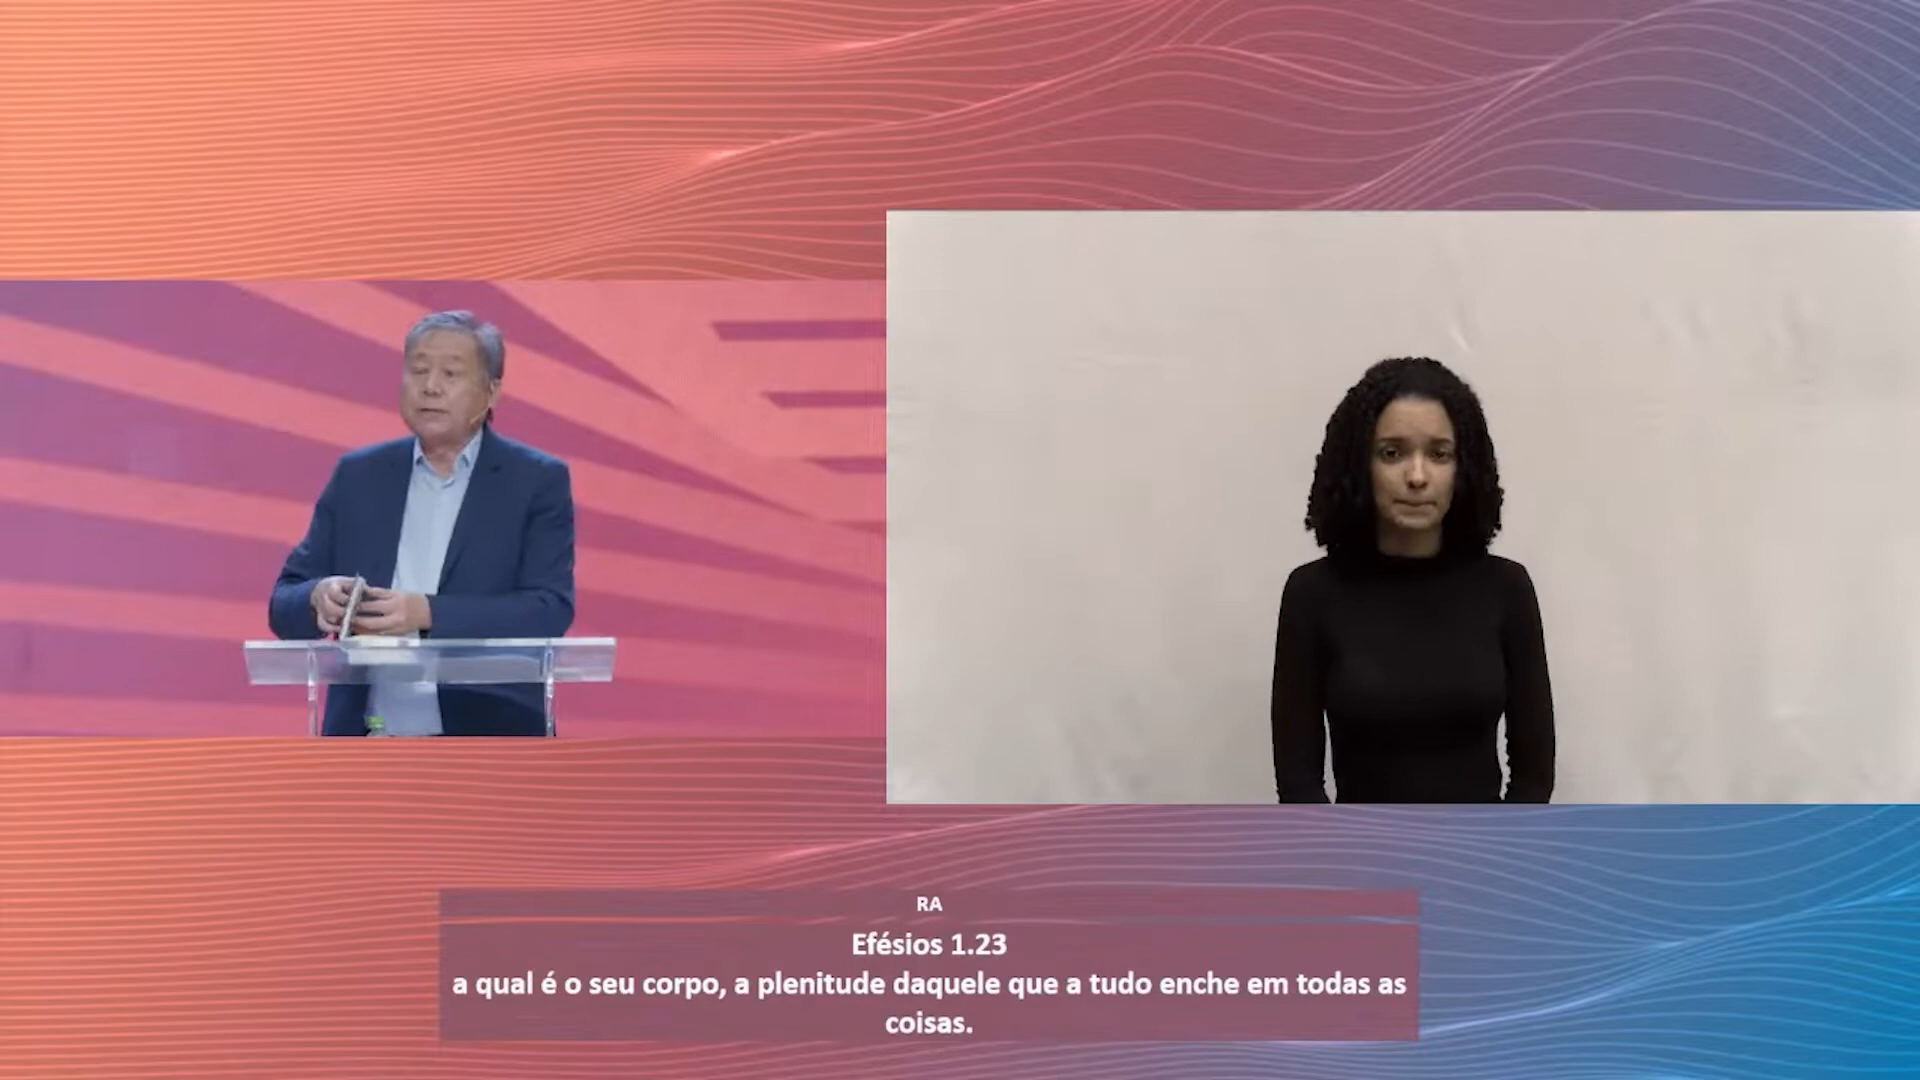 RA
Efésios 1.23
a qual é o seu corpo, a plenitude daquele que a tudo enche em todas as
coisas.